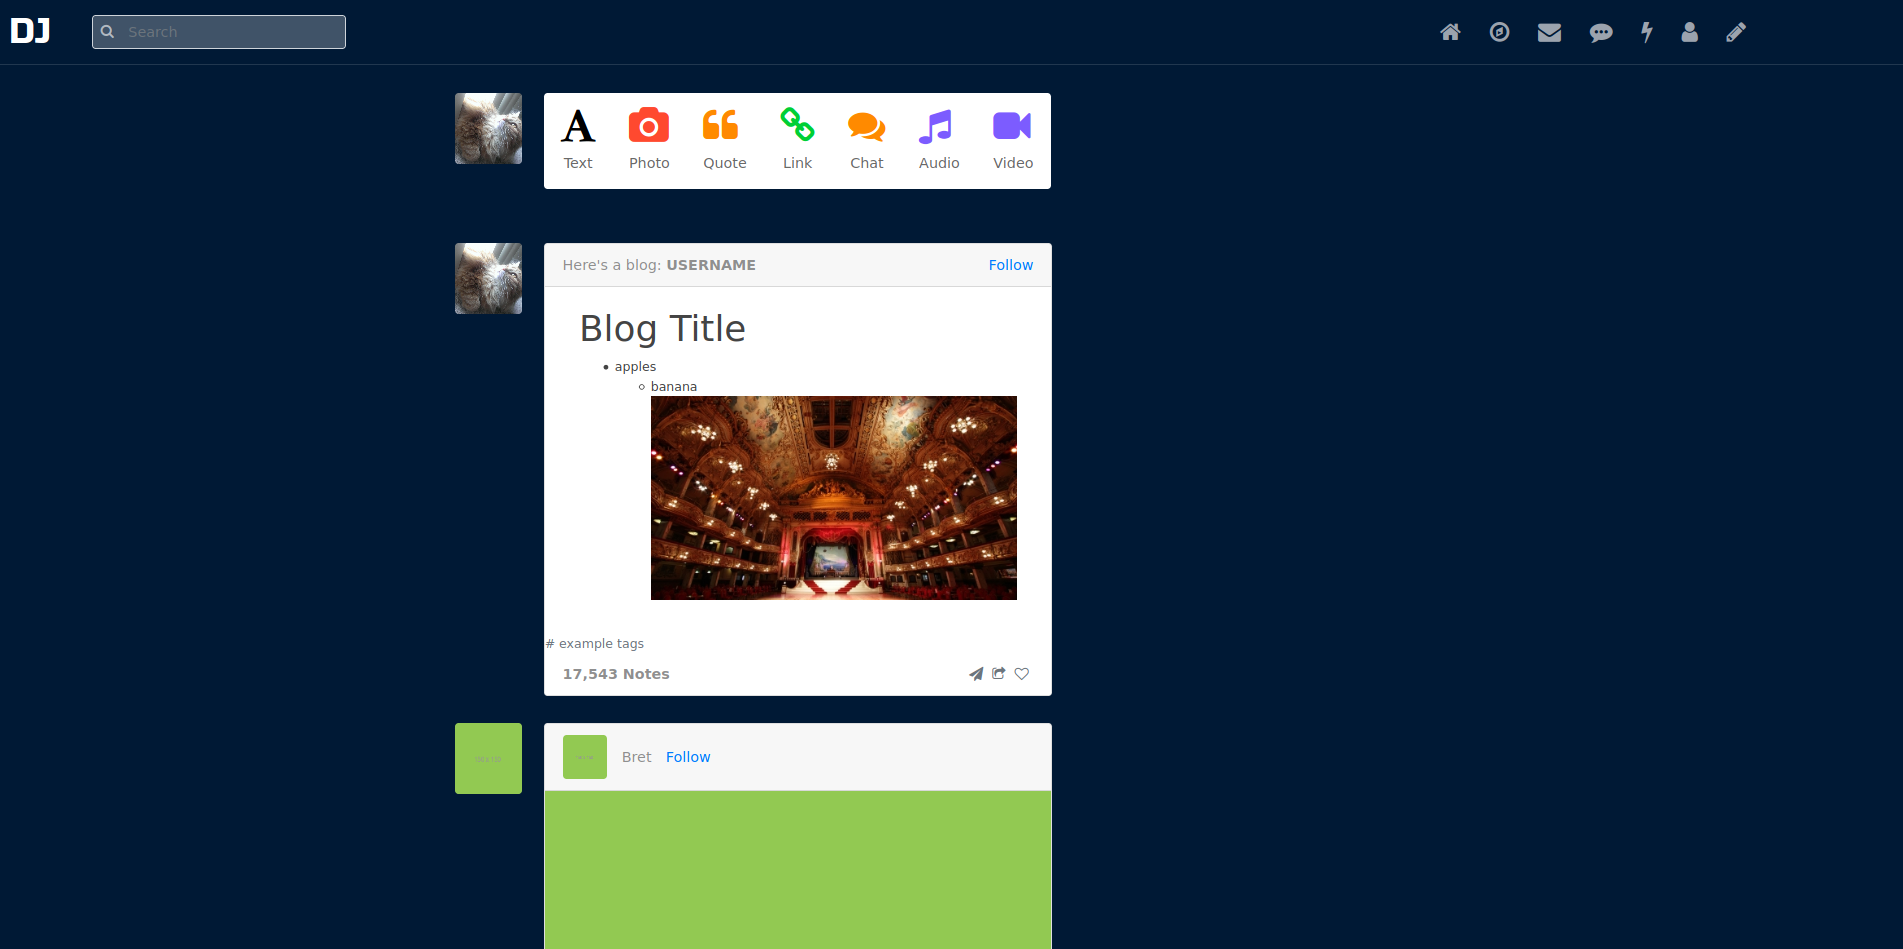 DJ
Search
Text Photo Quote Link Chat Audio Video
Here's a blog: USERNAME Follow
Blog Title
apples
banana
# example tags
17,543 Notes
Bret Follow